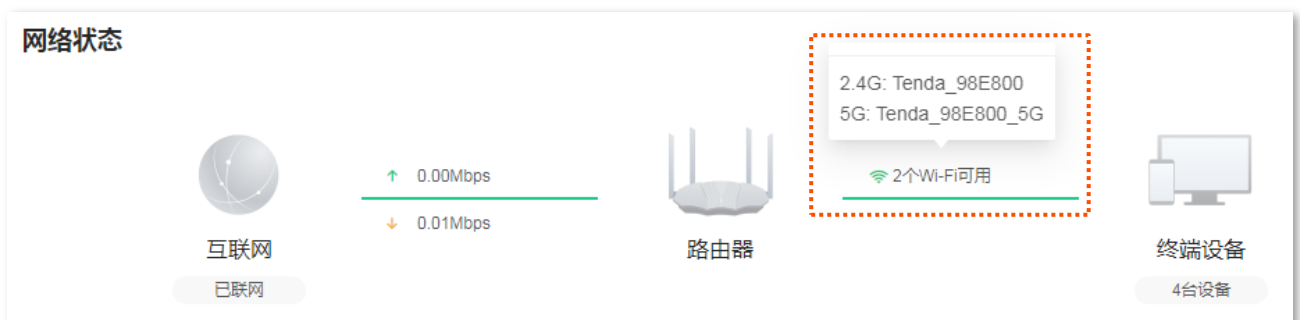 网络状态
2.4G: Tenda_98E800
5G: Tenda_98E800_5G
↑ 0.00Mbps
2个Wi-Fi可用
↓ 0.01Mbps
互联网
路由器
终端设备
已联网
4台设备